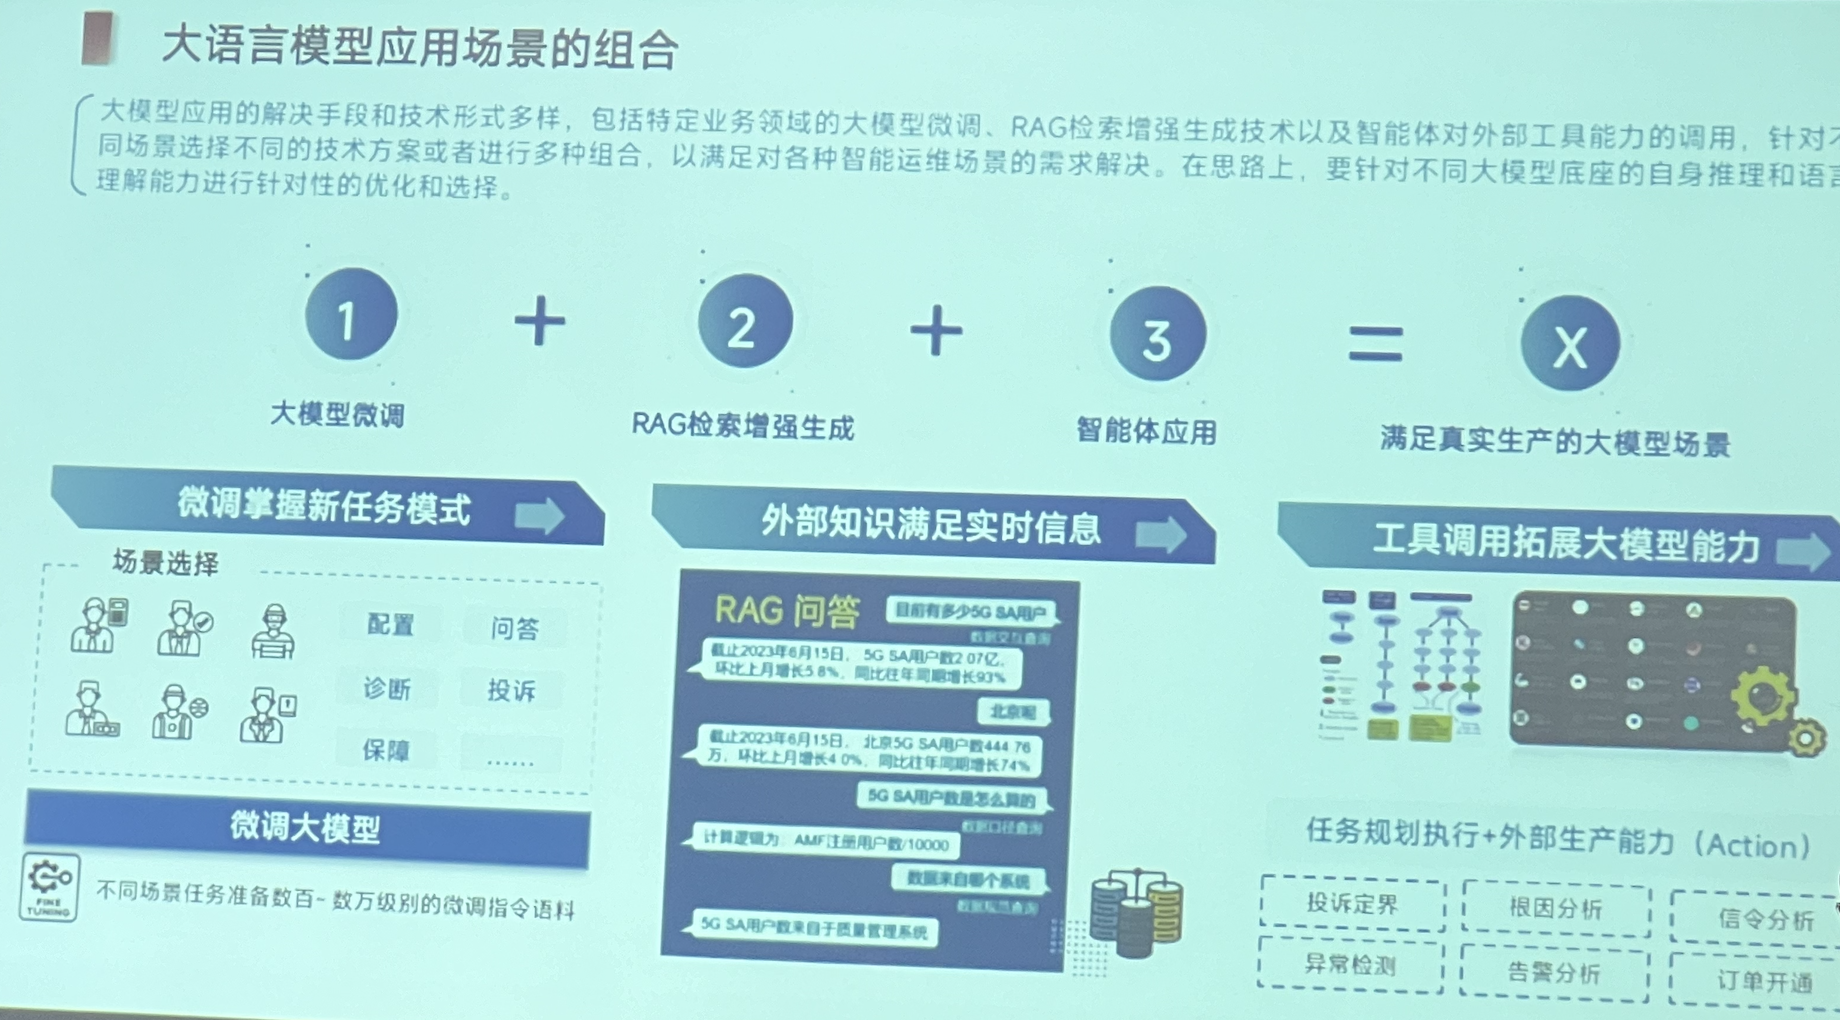 大语言模型应用场景的组合
大模型应用的解决手段和技术形式多样，包括特定业务领域的大模型微调、RAG检索增强生成技术以及智能体对外部工具能力的调用，针对不
同场景选择不同的技术方案或者进行多种组合，以满足对各种智能运维场景的需求解决。在思路上，要针对不同大模型底座的自身推理和语言
理解能力进行针对性的优化和选择。
1 + 2 + 3 = X
大模型微调
RAG检索增强生成
智能体应用
满足真实生产的大模型场景
微调掌握新任务模式
场景选择
配置
问答
诊断
投诉
保障
......
微调大模型
FINE
TUNING
不同场景任务准备数百~数万级别的微调指令语料
外部知识满足实时信息
RAG 问答
目前有多少5G SA用户
数据交互查询
截止2023年6月15日，5G SA用户数2.07亿，
环比上月增长5.8%，同比往年同期增长93%
北京呢
截止2023年6月15日，北京5G SA用户数444.76
万，环比上月增长4.0%，同比往年同期增长74%
5G SA用户数是怎么算的
数据口径查询
计算逻辑为：AMF注册用户数/10000
数据来自哪个系统
5G SA用户数来自于质量管理系统
工具调用拓展大模型能力
任务规划执行+外部生产能力（Action）
投诉定界
根因分析
信令分析
异常检测
告警分析
订单开通